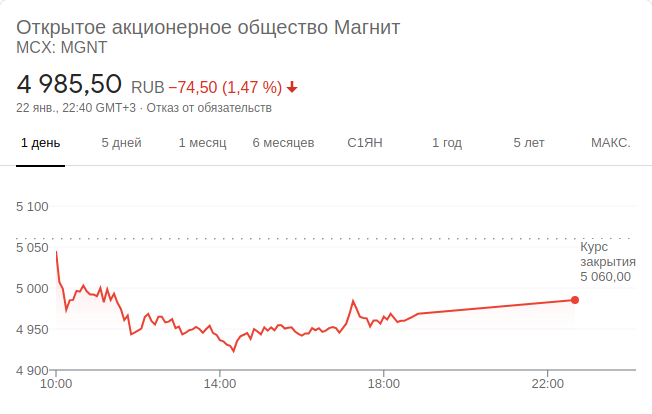 Открытое акционерное общество Магнит
MCX: MGNT
4 985,50 RUB −74,50 (1,47 %)
22 янв., 22:40 GMT+3 · Отказ от обязательств
1 день 5 дней 1 месяц 6 месяцев С1ЯН 1 год 5 лет МАКС.
5 100
5 050
Курс
закрытия
5 060,00
5 000
4 950
4 900
10:00 14:00 18:00 22:00